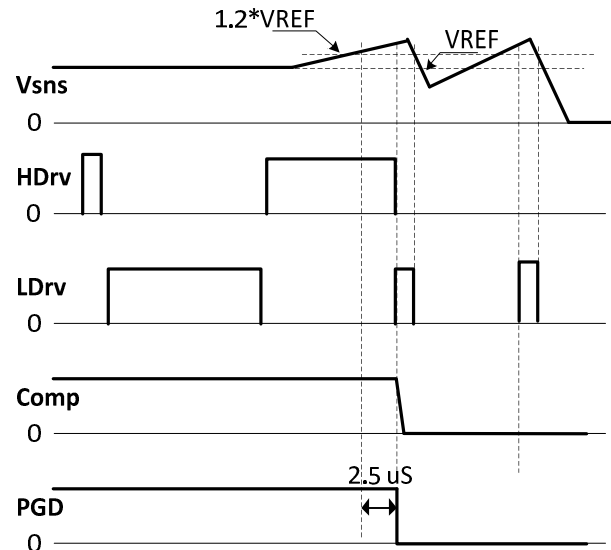 1.2*VREF
VREF
Vsns
0
HDrv
0
LDrv
0
Comp
0
2.5 uS
PGD
0